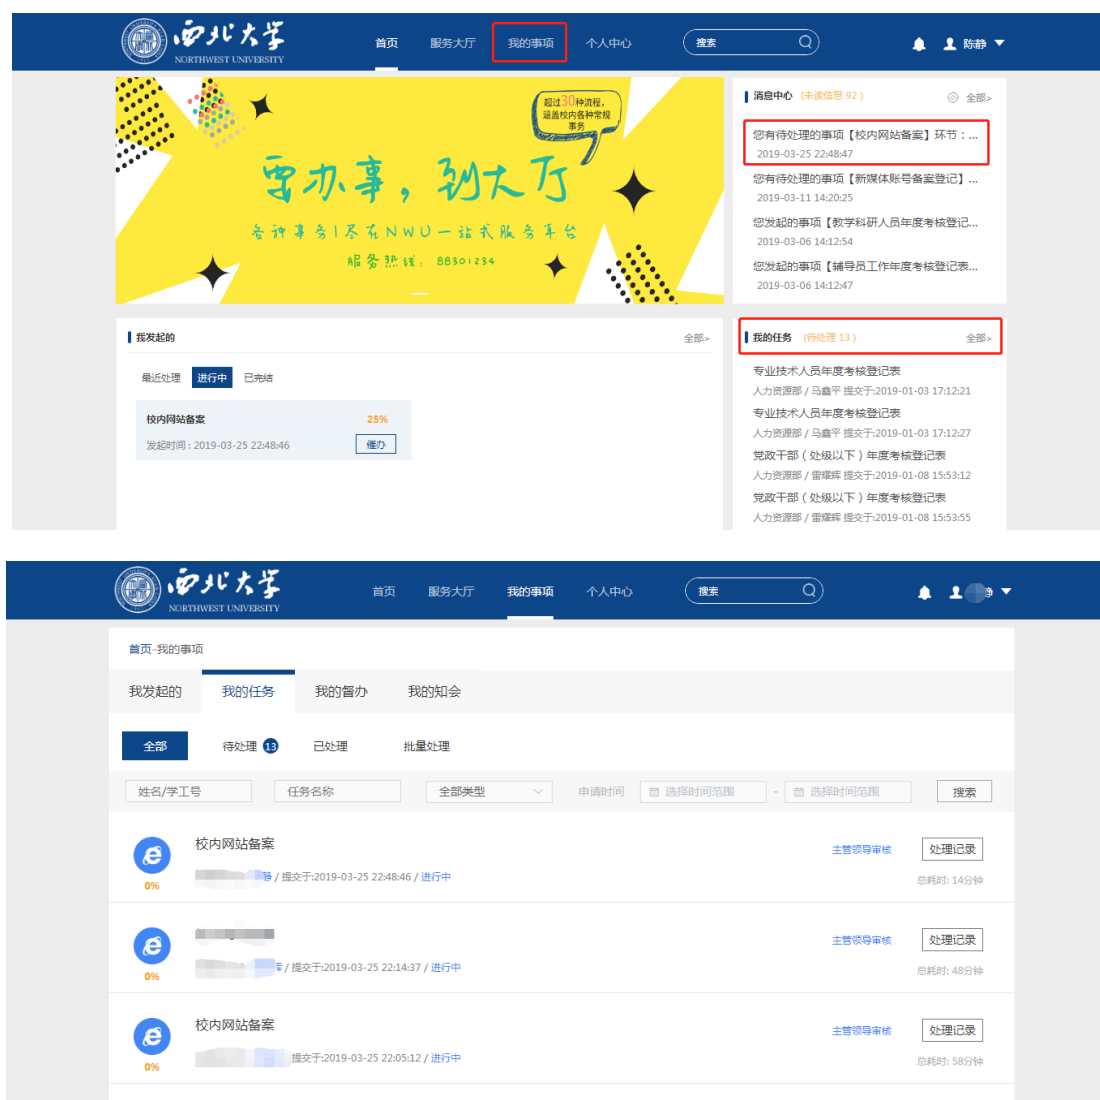 西北大学
NORTHWEST UNIVERSITY
首页 服务大厅 我的事项 个人中心 搜索 陈静
超过30种流程，
涵盖校内各种常规
事务
要办事，到大厅
各种事务|尽在NWU一站式服务平台
服务热线：88301234
消息中心 (未读信息 92 ) 全部>
您有待处理的事项【校内网站备案】环节：...
2019-03-25 22:48:47
您有待处理的事项【新媒体账号备案登记】...
2019-03-11 14:20:25
您发起的事项【教学科研人员年度考核登记...
2019-03-06 14:12:54
您发起的事项【辅导员工作年度考核登记表...
2019-03-06 14:12:47
我发起的 全部>
最近处理 进行中 已完结
校内网站备案 25%
发起时间 : 2019-03-25 22:48:46 催办
我的任务 (待处理 13 ) 全部>
专业技术人员年度考核登记表
人力资源部 / 马鑫平 提交于:2019-01-03 17:12:21
专业技术人员年度考核登记表
人力资源部 / 马鑫平 提交于:2019-01-03 17:12:27
党政干部（处级以下）年度考核登记表
人力资源部 / 雷耀辉 提交于:2019-01-08 15:53:12
党政干部（处级以下）年度考核登记表
人力资源部 / 雷耀辉 提交于:2019-01-08 15:53:55
西北大学
NORTHWEST UNIVERSITY
首页 服务大厅 我的事项 个人中心 搜索
首页-我的事项
我发起的 我的任务 我的督办 我的知会
全部 待处理 13 已处理 批量处理
姓名/学工号 任务名称 全部类型 申请时间 选择时间范围 - 选择时间范围 搜索
校内网站备案 主管领导审核 处理记录
0% 静 / 提交于:2019-03-25 22:48:46 / 进行中 总耗时: 14分钟
主管领导审核 处理记录
0% / 提交于:2019-03-25 22:14:37 / 进行中 总耗时: 48分钟
校内网站备案 主管领导审核 处理记录
0% 提交于:2019-03-25 22:05:12 / 进行中 总耗时: 58分钟